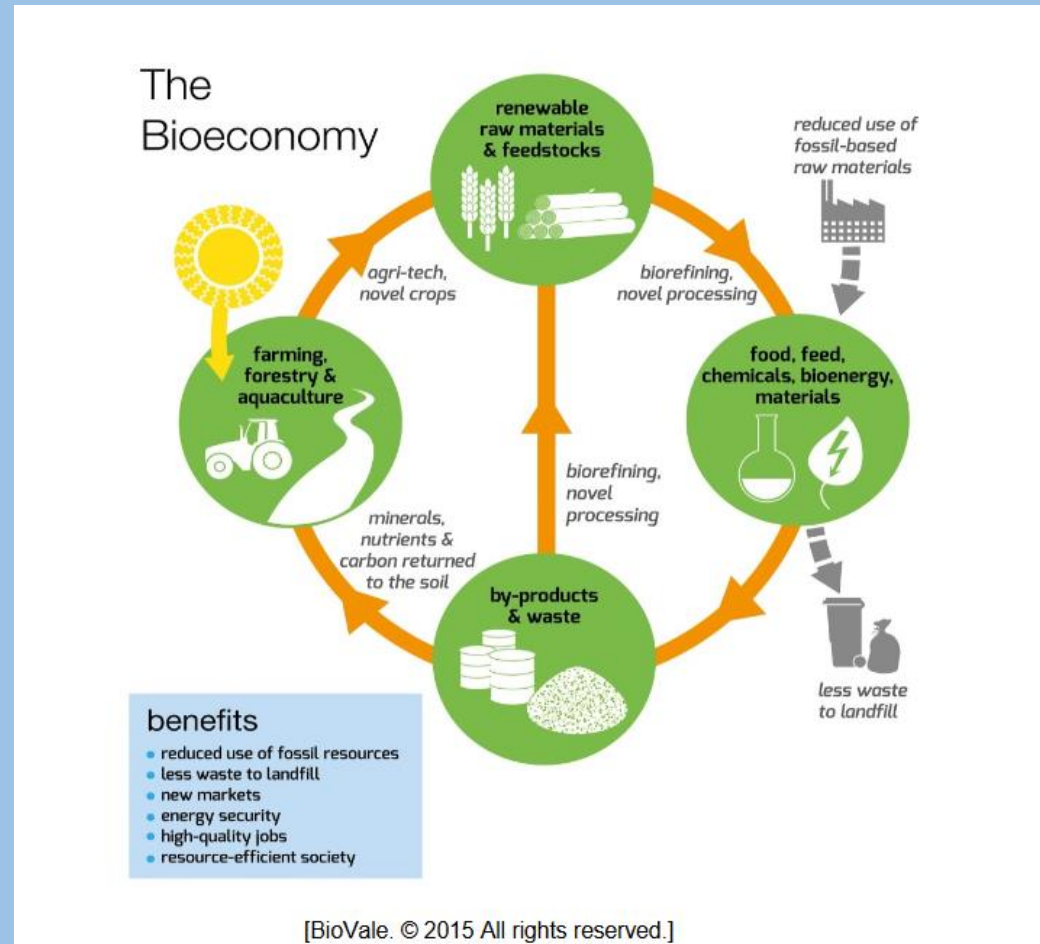 The
Bioeconomy
renewable
raw materials
& feedstocks
reduced use of
fossil-based
raw materials
agri-tech,
novel crops
biorefining,
novel processing
farming,
forestry &
aquaculture
food, feed,
chemicals, bioenergy,
materials
biorefining,
novel
processing
minerals,
nutrients &
carbon returned
to the soil
by-products
& waste
less waste
to landfill
benefits
• reduced use of fossil resources
• less waste to landfill
• new markets
• energy security
• high-quality jobs
• resource-efficient society
[BioVale. © 2015 All rights reserved.]